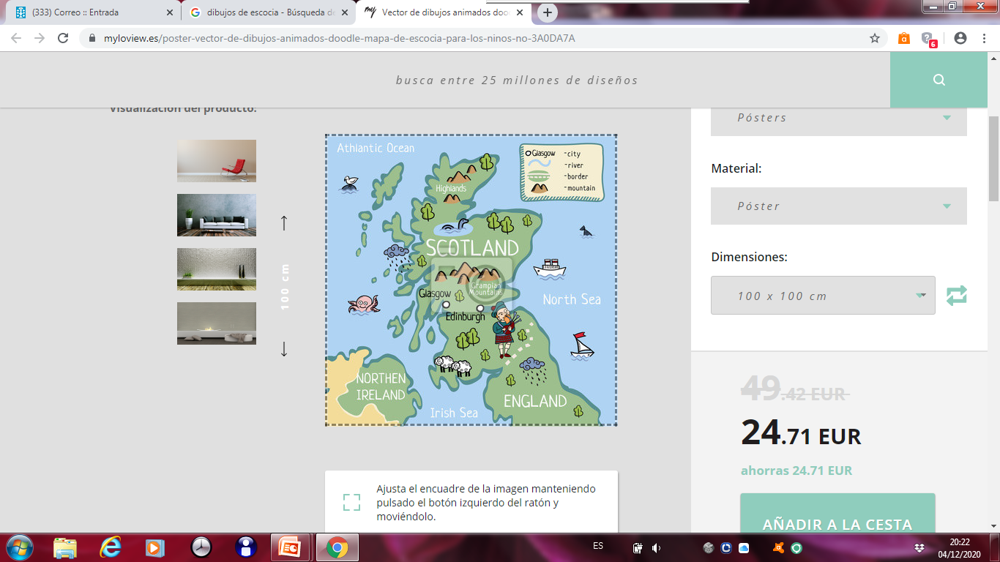 (333) Correo :: Entrada
dibujos de escocia - Búsqueda de
Vector de dibujos animados doo
myloview.es/poster-vector-de-dibujos-animados-doodle-mapa-de-escocia-para-los-ninos-no-3A0DA7A
6
busca entre 25 millones de diseños
Visualización del producto:
100 cm
Athlantic Ocean
Glasgow -city
-river
-border
-mountain
Highlands
SCOTLAND
Grampian
Mountains
Glasgow
Edinburgh
North Sea
NORTHEN
IRELAND
ENGLAND
Irish Sea
Ajusta el encuadre de la imagen manteniendo
pulsado el botón izquierdo del ratón y
moviéndolo.
Pósters
Material:
Póster
Dimensiones:
100 x 100 cm
49.42 EUR
24.71 EUR
ahorras 24.71 EUR
AÑADIR A LA CESTA
ES
20:22
04/12/2020